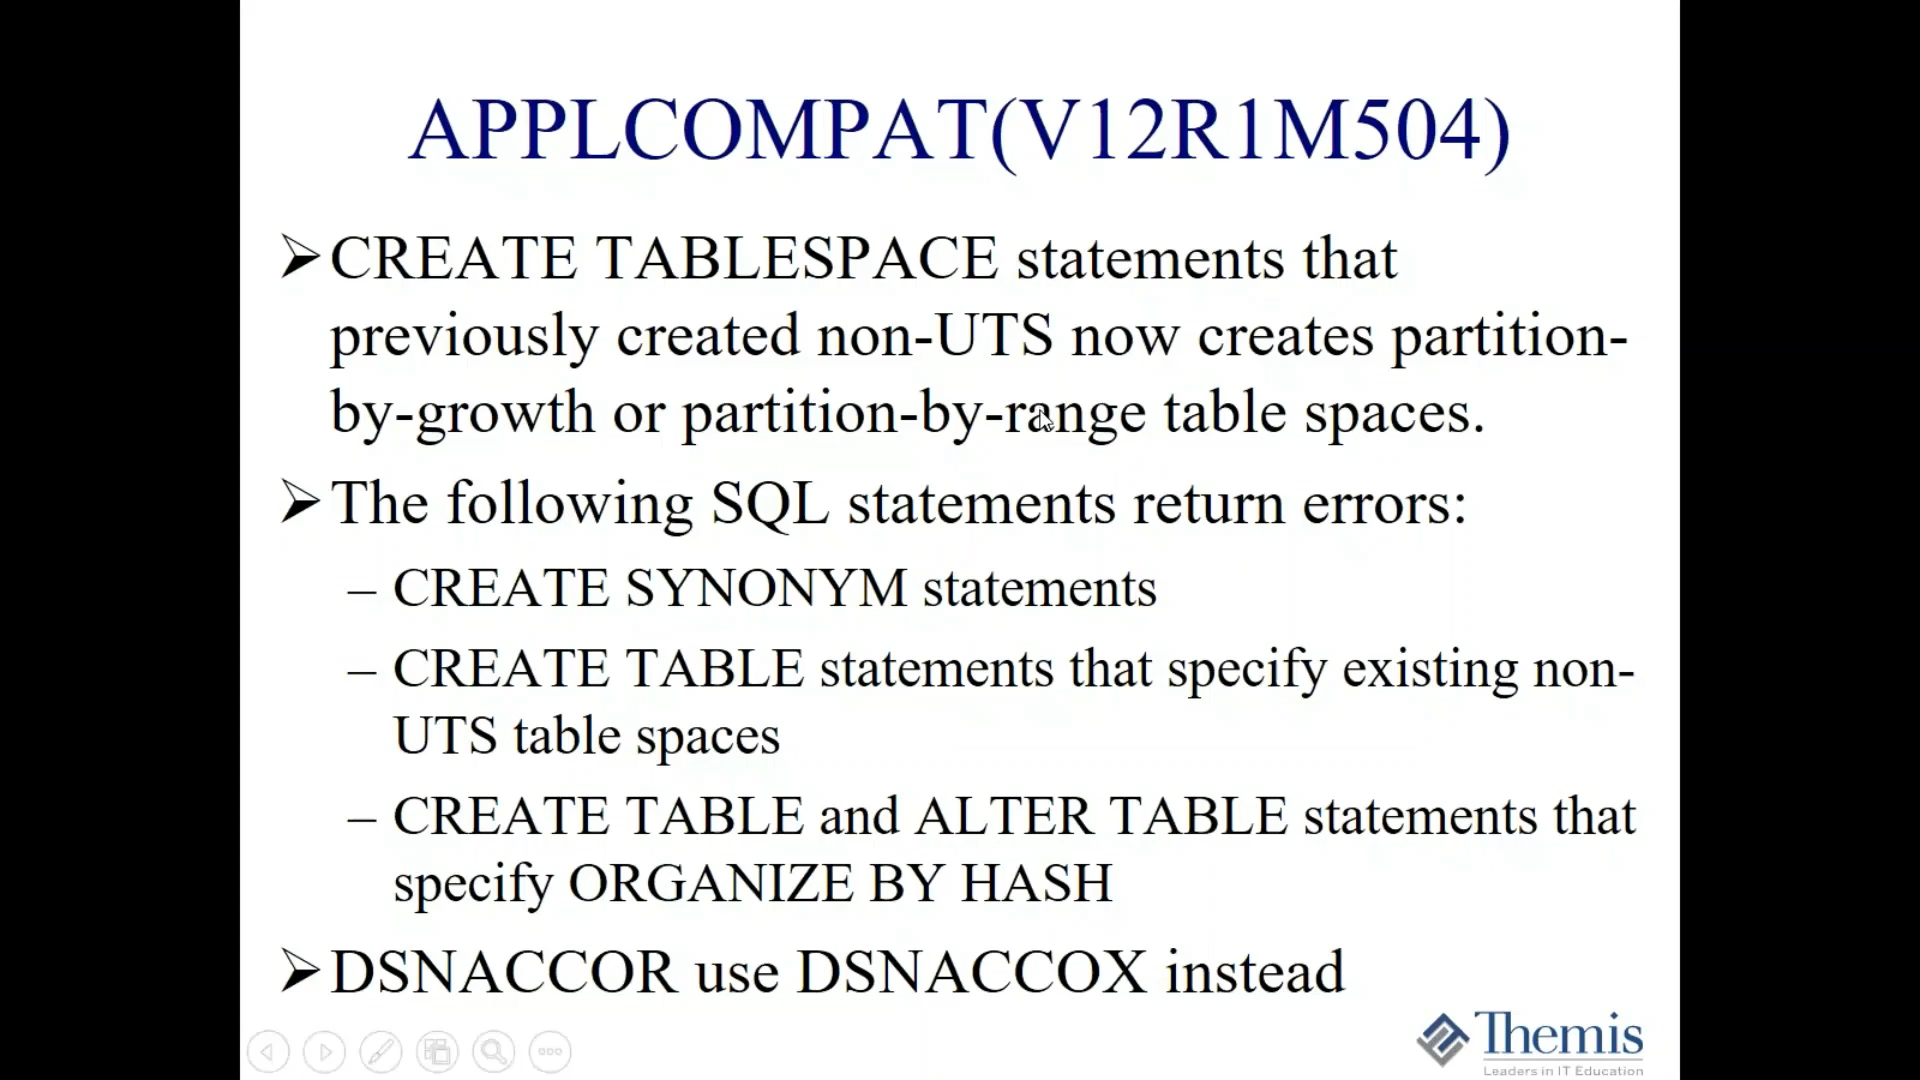 APPLCOMPAT(V12R1M504)
➢CREATE TABLESPACE statements that
previously created non-UTS now creates partition-
by-growth or partition-by-range table spaces.
➢The following SQL statements return errors:
– CREATE SYNONYM statements
– CREATE TABLE statements that specify existing non-
UTS table spaces
– CREATE TABLE and ALTER TABLE statements that
specify ORGANIZE BY HASH
➢DSNACCOR use DSNACCOX instead
Themis
Leaders in IT Education